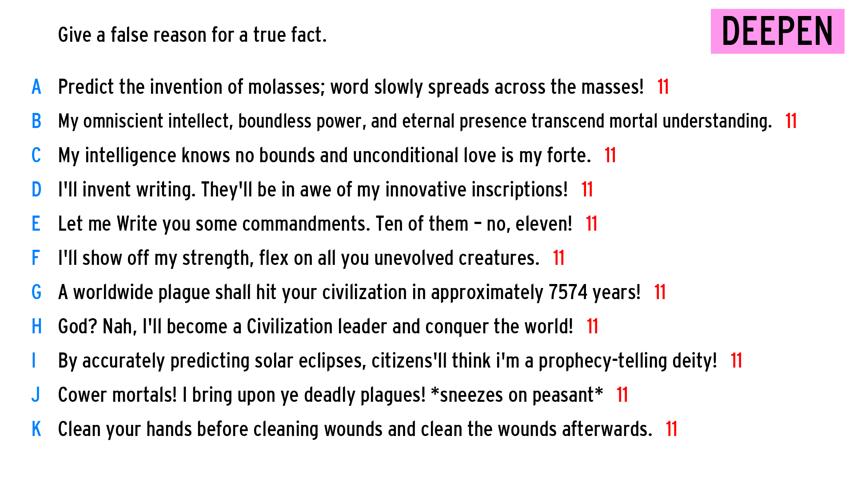 Give a false reason for a true fact.
DEEPEN
A Predict the invention of molasses; word slowly spreads across the masses! 11
B My omniscient intellect, boundless power, and eternal presence transcend mortal understanding. 11
C My intelligence knows no bounds and unconditional love is my forte. 11
D I'll invent writing. They'll be in awe of my innovative inscriptions! 11
E Let me Write you some commandments. Ten of them – no, eleven! 11
F I'll show off my strength, flex on all you unevolved creatures. 11
G A worldwide plague shall hit your civilization in approximately 7574 years! 11
H God? Nah, I'll become a Civilization leader and conquer the world! 11
I By accurately predicting solar eclipses, citizens'll think i'm a prophecy-telling deity! 11
J Cower mortals! I bring upon ye deadly plagues! *sneezes on peasant* 11
K Clean your hands before cleaning wounds and clean the wounds afterwards. 11